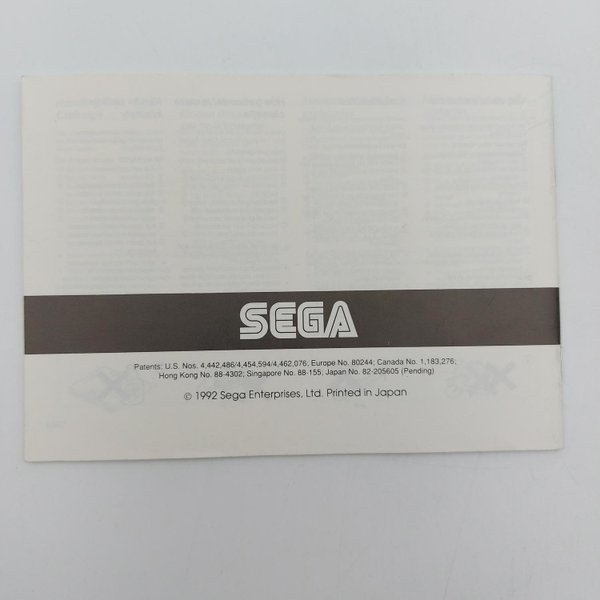 SEGA
Patents: U.S. Nos. 4,442,486/4,454,594/4,462,076; Europe No. 80244; Canada No. 1,183,276;
Hong Kong No. 88-4302; Singapore No. 88-155; Japan No. 82-205605 (Pending)
© 1992 Sega Enterprises, Ltd. Printed in Japan